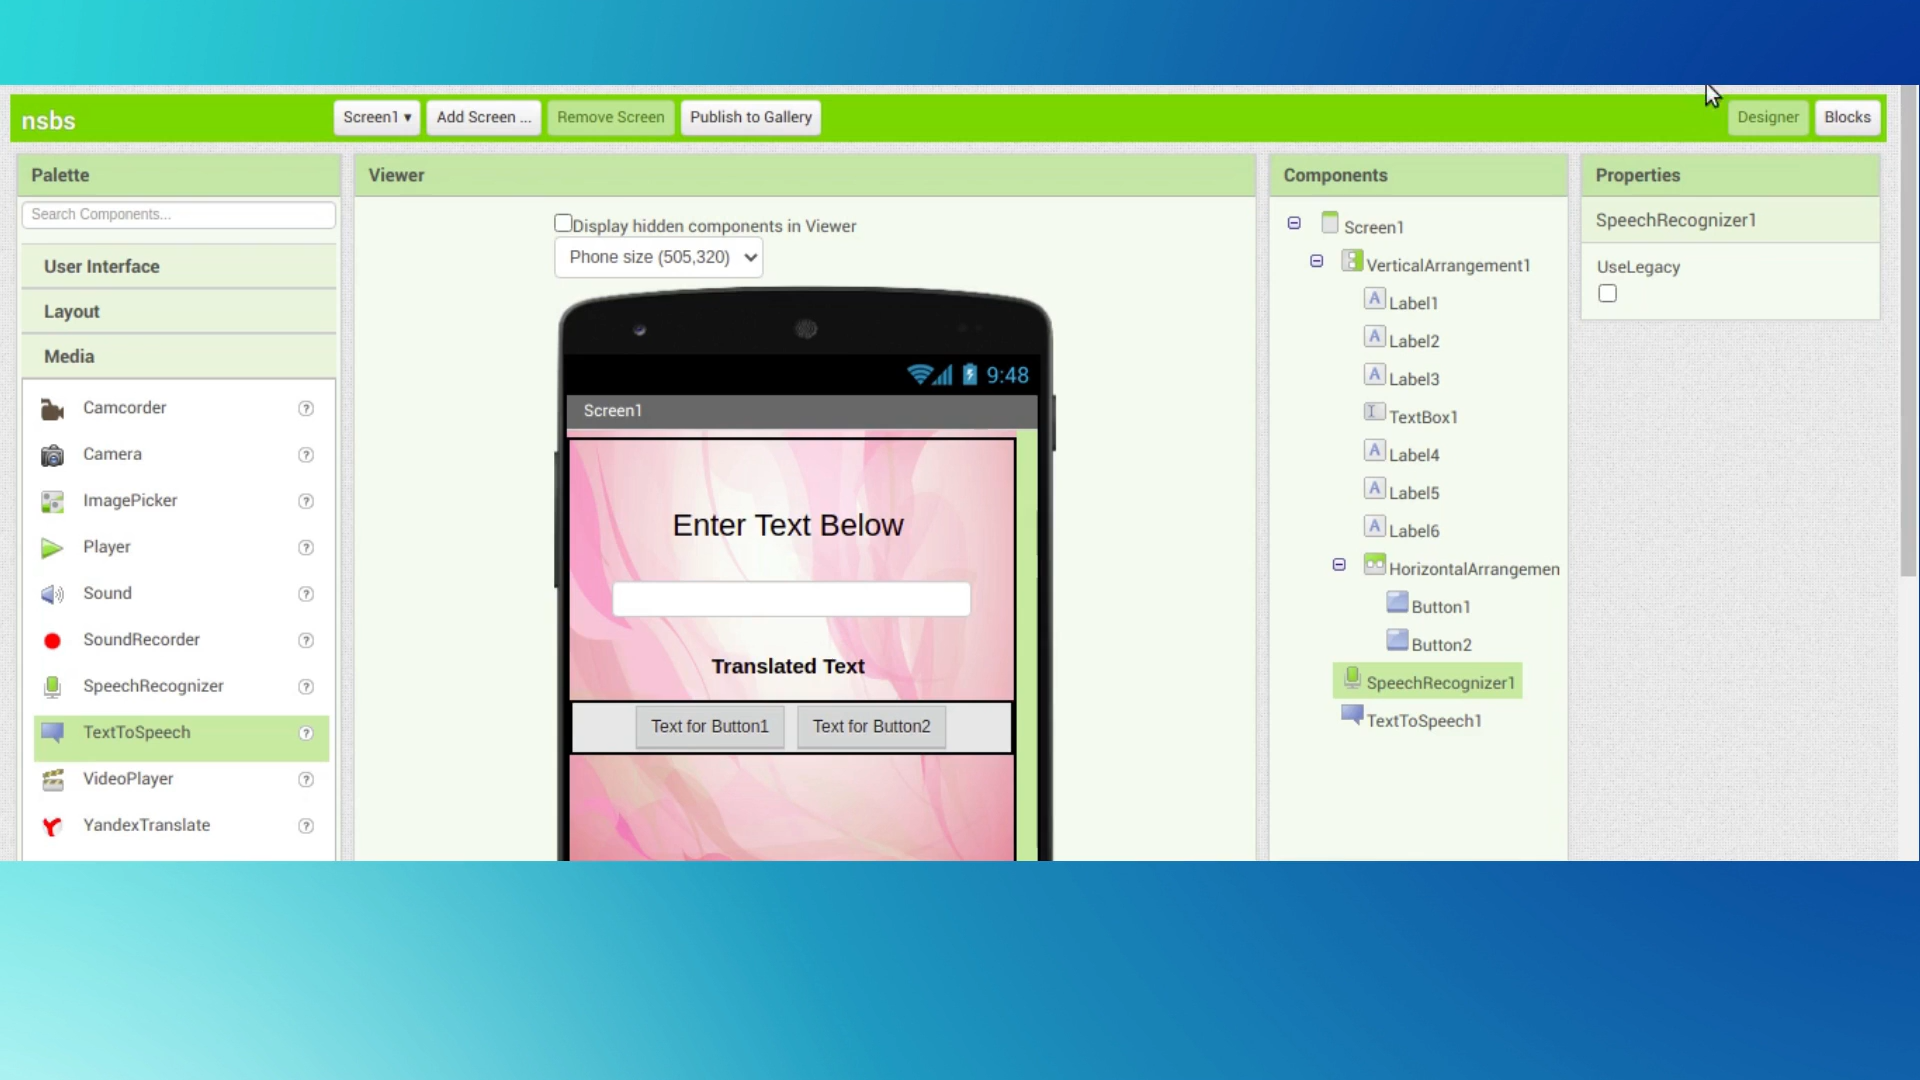 nsbs
Screen1 ▾
Add Screen ...
Remove Screen
Publish to Gallery
Designer
Blocks
Palette
Search Components...
User Interface
Layout
Media
Camcorder
Camera
ImagePicker
Player
Sound
SoundRecorder
SpeechRecognizer
TextToSpeech
VideoPlayer
YandexTranslate
Viewer
Display hidden components in Viewer
Phone size (505,320)
9:48
Screen1
Enter Text Below
Translated Text
Text for Button1
Text for Button2
Components
Screen1
VerticalArrangement1
Label1
Label2
Label3
TextBox1
Label4
Label5
Label6
HorizontalArrangemen
Button1
Button2
SpeechRecognizer1
TextToSpeech1
Properties
SpeechRecognizer1
UseLegacy